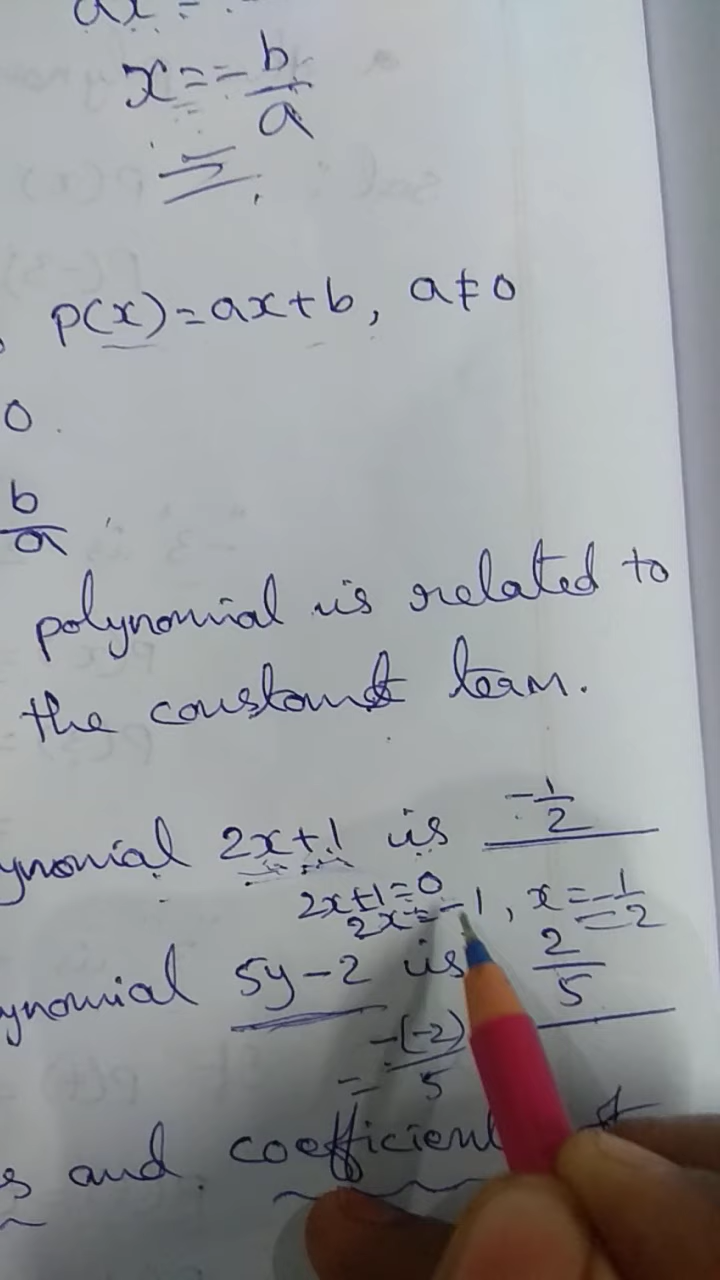 ax =
x = -b/a
p(x) = ax + b, a ≠ 0
0.
b/a
polynomial is related to
the constant term.
ynomial 2x+1 is -1/2
2x+1=0
2x=-1, x=-1/2
ynomial 5y-2 is 2/5
= -(-2)/5
s and coefficient